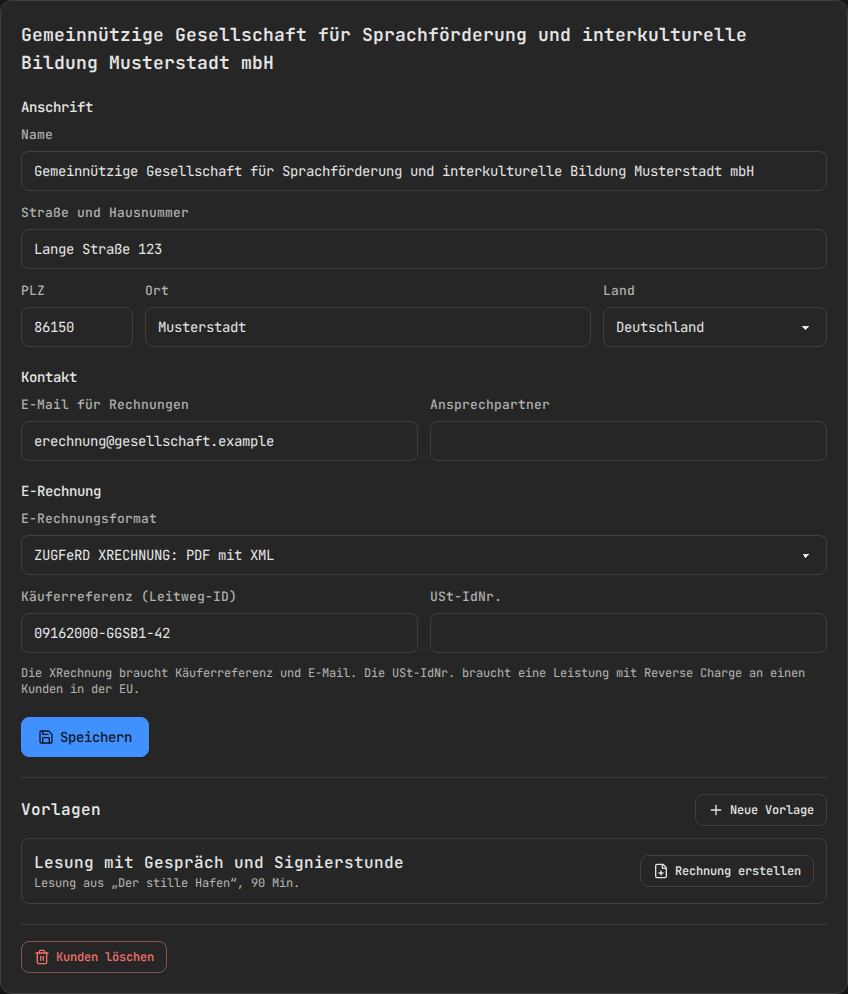 Gemeinnützige Gesellschaft für Sprachförderung und interkulturelle
Bildung Musterstadt mbH
Anschrift
Name
Gemeinnützige Gesellschaft für Sprachförderung und interkulturelle Bildung Musterstadt mbH
Straße und Hausnummer
Lange Straße 123
PLZ Ort Land
86150 Musterstadt Deutschland
Kontakt
E-Mail für Rechnungen Ansprechpartner
erechnung@gesellschaft.example
E-Rechnung
E-Rechnungsformat
ZUGFeRD XRECHNUNG: PDF mit XML
Käuferreferenz (Leitweg-ID) USt-IdNr.
09162000-GGSB1-42
Die XRechnung braucht Käuferreferenz und E-Mail. Die USt-IdNr. braucht eine Leistung mit Reverse Charge an einen
Kunden in der EU.
Speichern
Vorlagen Neue Vorlage
Lesung mit Gespräch und Signierstunde
Lesung aus „Der stille Hafen“, 90 Min.
Rechnung erstellen
Kunden löschen